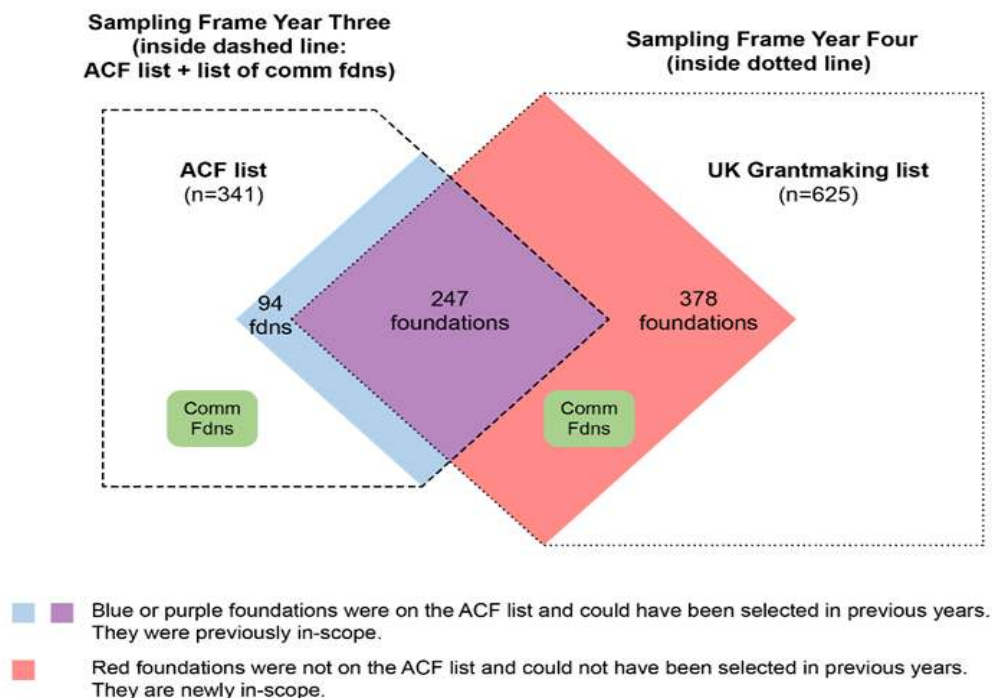 Sampling Frame Year Three
(inside dashed line:
ACF list + list of comm fdns)
Sampling Frame Year Four
(inside dotted line)
ACF list
(n=341)
UK Grantmaking list
(n=625)
94
fdns
247
foundations
378
foundations
Comm
Fdns
Comm
Fdns
Blue or purple foundations were on the ACF list and could have been selected in previous years.
They were previously in-scope.
Red foundations were not on the ACF list and could not have been selected in previous years.
They are newly in-scope.